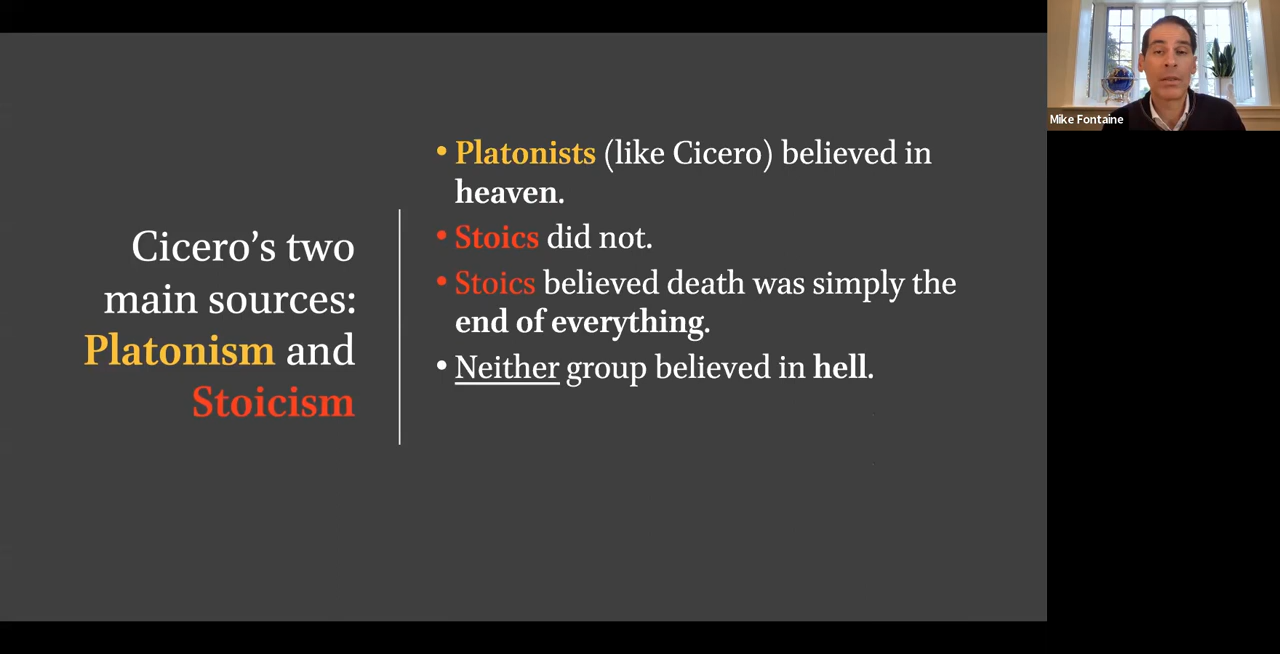 Cicero’s two
main sources:
Platonism and
Stoicism
• Platonists (like Cicero) believed in
heaven.
• Stoics did not.
• Stoics believed death was simply the
end of everything.
• Neither group believed in hell.
Mike Fontaine